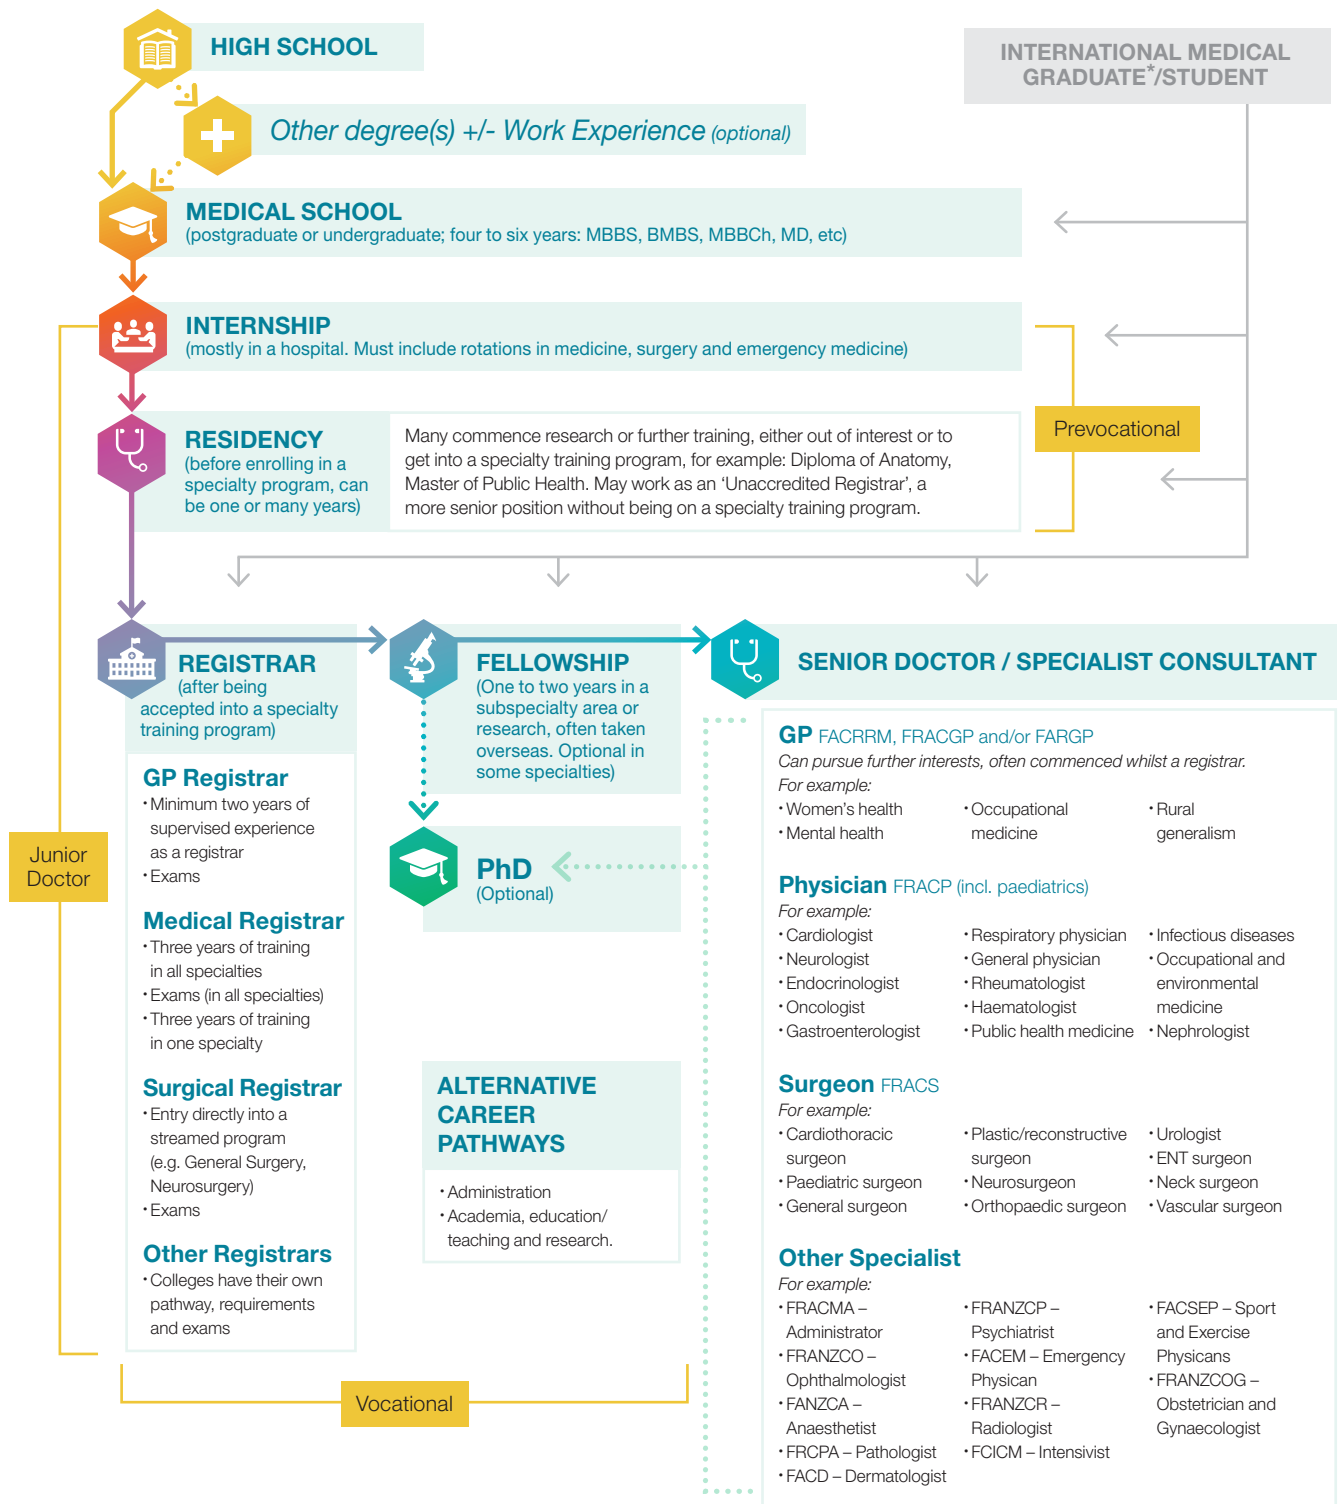 HIGH SCHOOL
INTERNATIONAL MEDICAL
GRADUATE*/STUDENT
Other degree(s) +/- Work Experience (optional)
MEDICAL SCHOOL
(postgraduate or undergraduate; four to six years: MBBS, BMBS, MBBCh, MD, etc)
INTERNSHIP
(mostly in a hospital. Must include rotations in medicine, surgery and emergency medicine)
Prevocational
RESIDENCY
(before enrolling in a
specialty program, can
be one or many years)
Many commence research or further training, either out of interest or to
get into a specialty training program, for example: Diploma of Anatomy,
Master of Public Health. May work as an ‘Unaccredited Registrar’, a
more senior position without being on a specialty training program.
Junior
Doctor
REGISTRAR
(after being
accepted into a specialty
training program)
GP Registrar
• Minimum two years of
supervised experience
as a registrar
• Exams
Medical Registrar
• Three years of training
in all specialties
• Exams (in all specialties)
• Three years of training
in one specialty
Surgical Registrar
• Entry directly into a
streamed program
(e.g. General Surgery,
Neurosurgery)
• Exams
Other Registrars
• Colleges have their own
pathway, requirements
and exams
Vocational
FELLOWSHIP
(One to two years in a
subspecialty area or
research, often taken
overseas. Optional in
some specialties)
PhD
(Optional)
ALTERNATIVE
CAREER
PATHWAYS
• Administration
• Academia, education/
teaching and research.
SENIOR DOCTOR / SPECIALIST CONSULTANT
GP FACRRM, FRACGP and/or FARGP
Can pursue further interests, often commenced whilst a registrar.
For example:
• Women’s health
• Mental health
• Occupational
medicine
• Rural
generalism
Physician FRACP (incl. paediatrics)
For example:
• Cardiologist
• Neurologist
• Endocrinologist
• Oncologist
• Gastroenterologist
• Respiratory physician
• General physician
• Rheumatologist
• Haematologist
• Public health medicine
• Infectious diseases
• Occupational and
environmental
medicine
• Nephrologist
Surgeon FRACS
For example:
• Cardiothoracic
surgeon
• Paediatric surgeon
• General surgeon
• Plastic/reconstructive
surgeon
• Neurosurgeon
• Orthopaedic surgeon
• Urologist
• ENT surgeon
• Neck surgeon
• Vascular surgeon
Other Specialist
For example:
• FRACMA –
Administrator
• FRANZCO –
Ophthalmologist
• FANZCA –
Anaesthetist
• FRCPA – Pathologist
• FACD – Dermatologist
• FRANZCP –
Psychiatrist
• FACEM – Emergency
Physican
• FRANZCR –
Radiologist
• FCICM – Intensivist
• FACSEP – Sport
and Exercise
Physicans
• FRANZCOG –
Obstetrician and
Gynaecologist